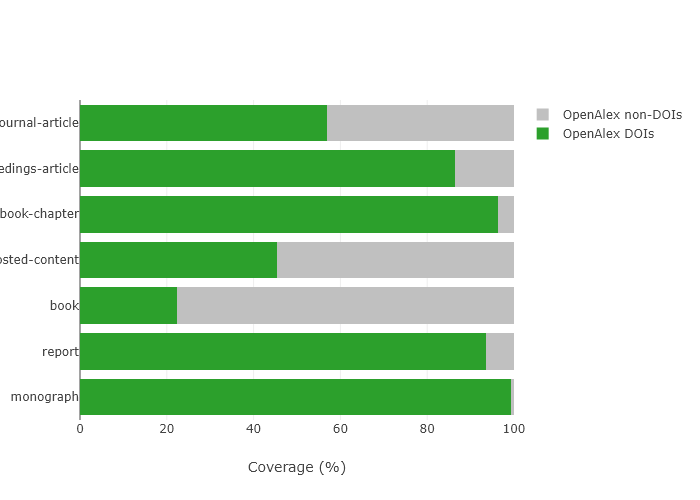 ournal-article
edings-article
book-chapter
osted-content
book
report
monograph
0 20 40 60 80 100
Coverage (%)
OpenAlex non-DOIs
OpenAlex DOIs